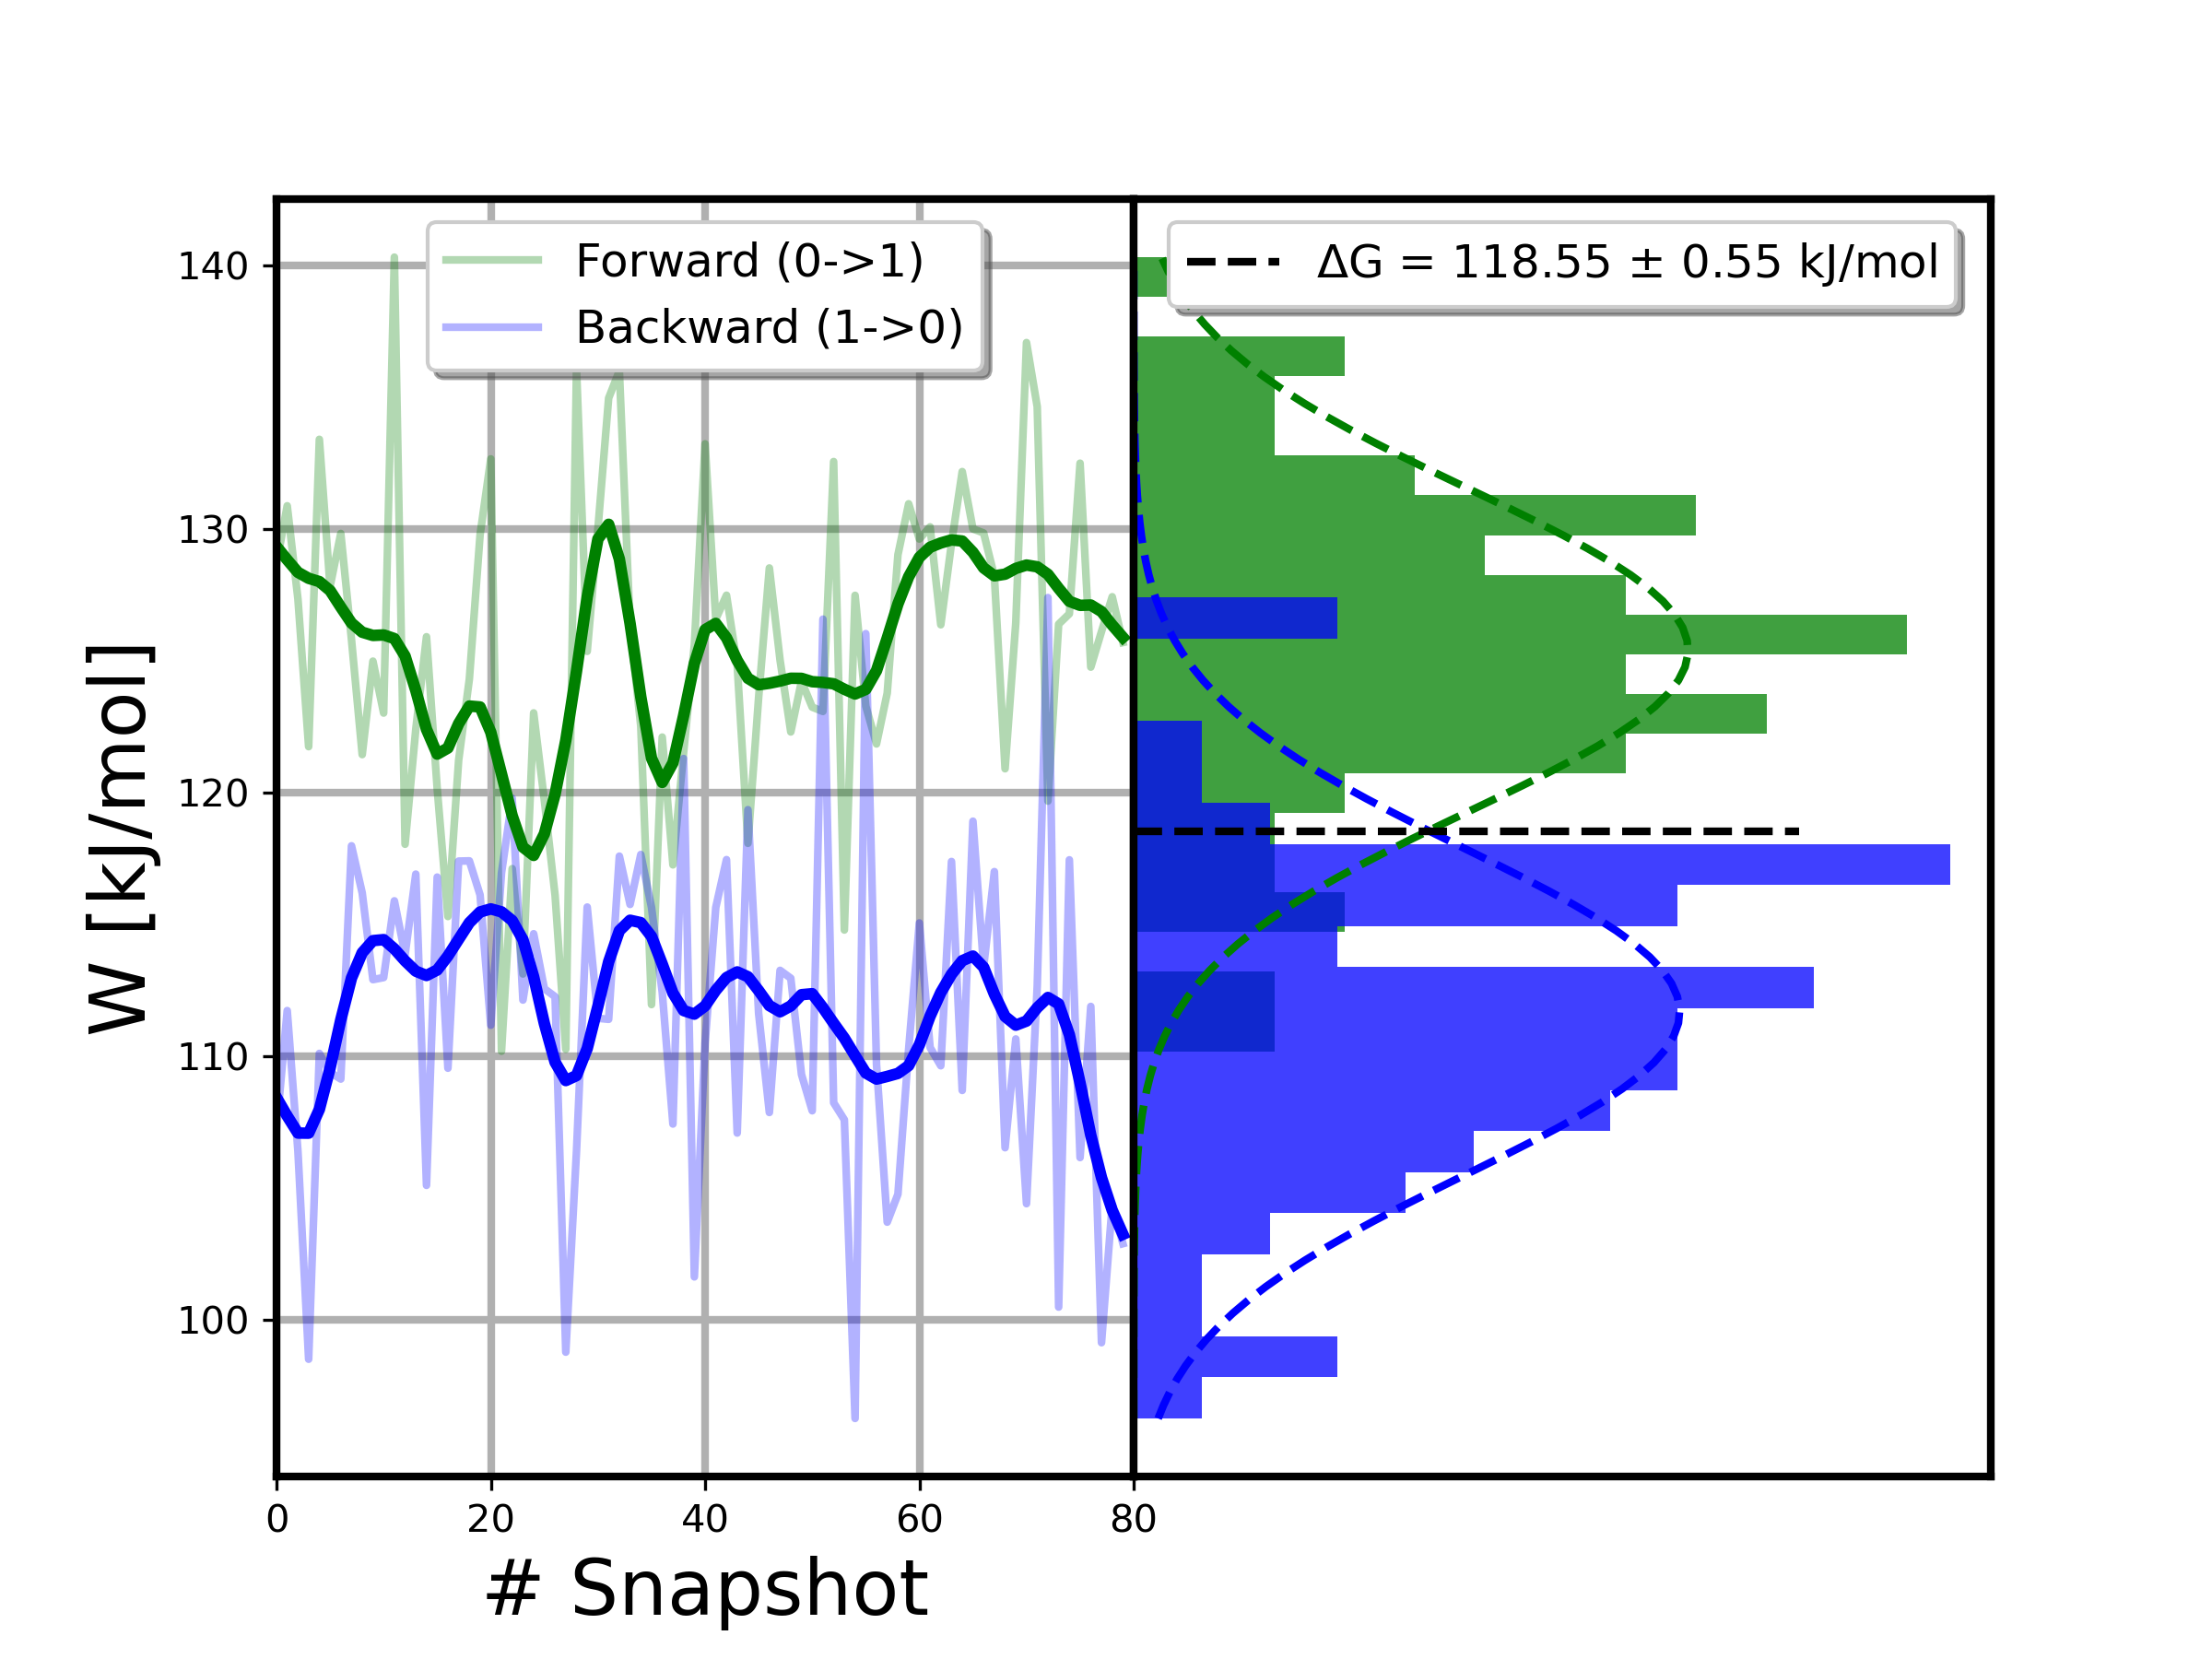 Forward (0->1)
Backward (1->0)
ΔG = 118.55 ± 0.55 kJ/mol
W [kJ/mol]
140
130
120
110
100
0 20 40 60 80
# Snapshot